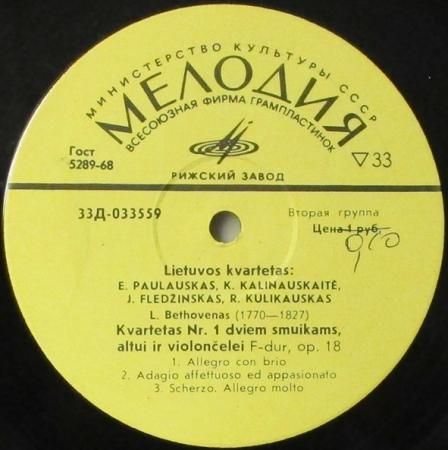 МИНИСТЕРСТВО КУЛЬТУРЫ СССР
МЕЛОДИЯ
ВСЕСОЮЗНАЯ ФИРМА ГРАМПЛАСТИНОК
Гост
5289-68
▽33
РИЖСКИЙ ЗАВОД
33Д-033559
Вторая группа
Цена 1 руб.
Lietuvos kvartetas:
E. PAULAUSKAS, K. KALINAUSKAITĖ,
J. FLEDŽINSKAS, R. KULIKAUSKAS
L. Bethovenas (1770—1827)
Kvartetas Nr. 1 dviem smuikams,
altui ir violončelei F-dur, op. 18
1. Allegro con brio
2. Adagio affettuoso ed appasionato
3. Scherzo. Allegro molto